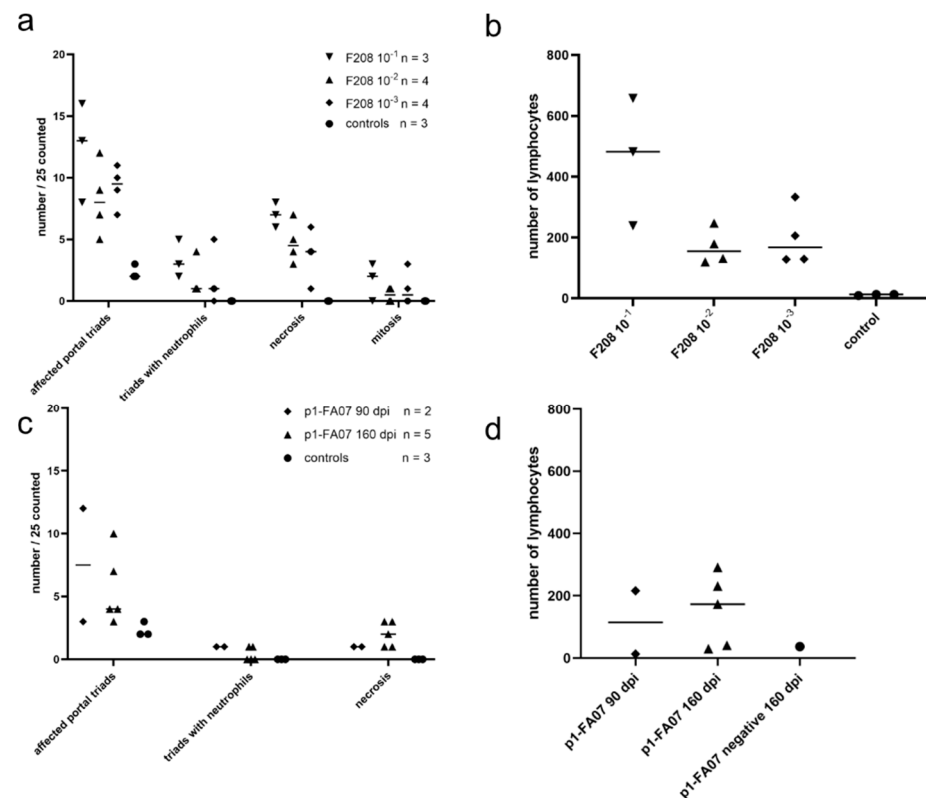 a
20
15
10
5
0
number / 25 counted
F208 10⁻¹ n = 3
F208 10⁻² n = 4
F208 10⁻³ n = 4
controls n = 3
affected portal triads
triads with neutrophils
necrosis
mitosis
b
800
600
400
200
0
number of lymphocytes
F208 10⁻¹
F208 10⁻²
F208 10⁻³
control
c
20
15
10
5
0
number / 25 counted
p1-FA07 90 dpi n = 2
p1-FA07 160 dpi n = 5
controls n = 3
affected portal triads
triads with neutrophils
necrosis
d
800
600
400
200
0
number of lymphocytes
p1-FA07 90 dpi
p1-FA07 160 dpi
p1-FA07 negative 160 dpi